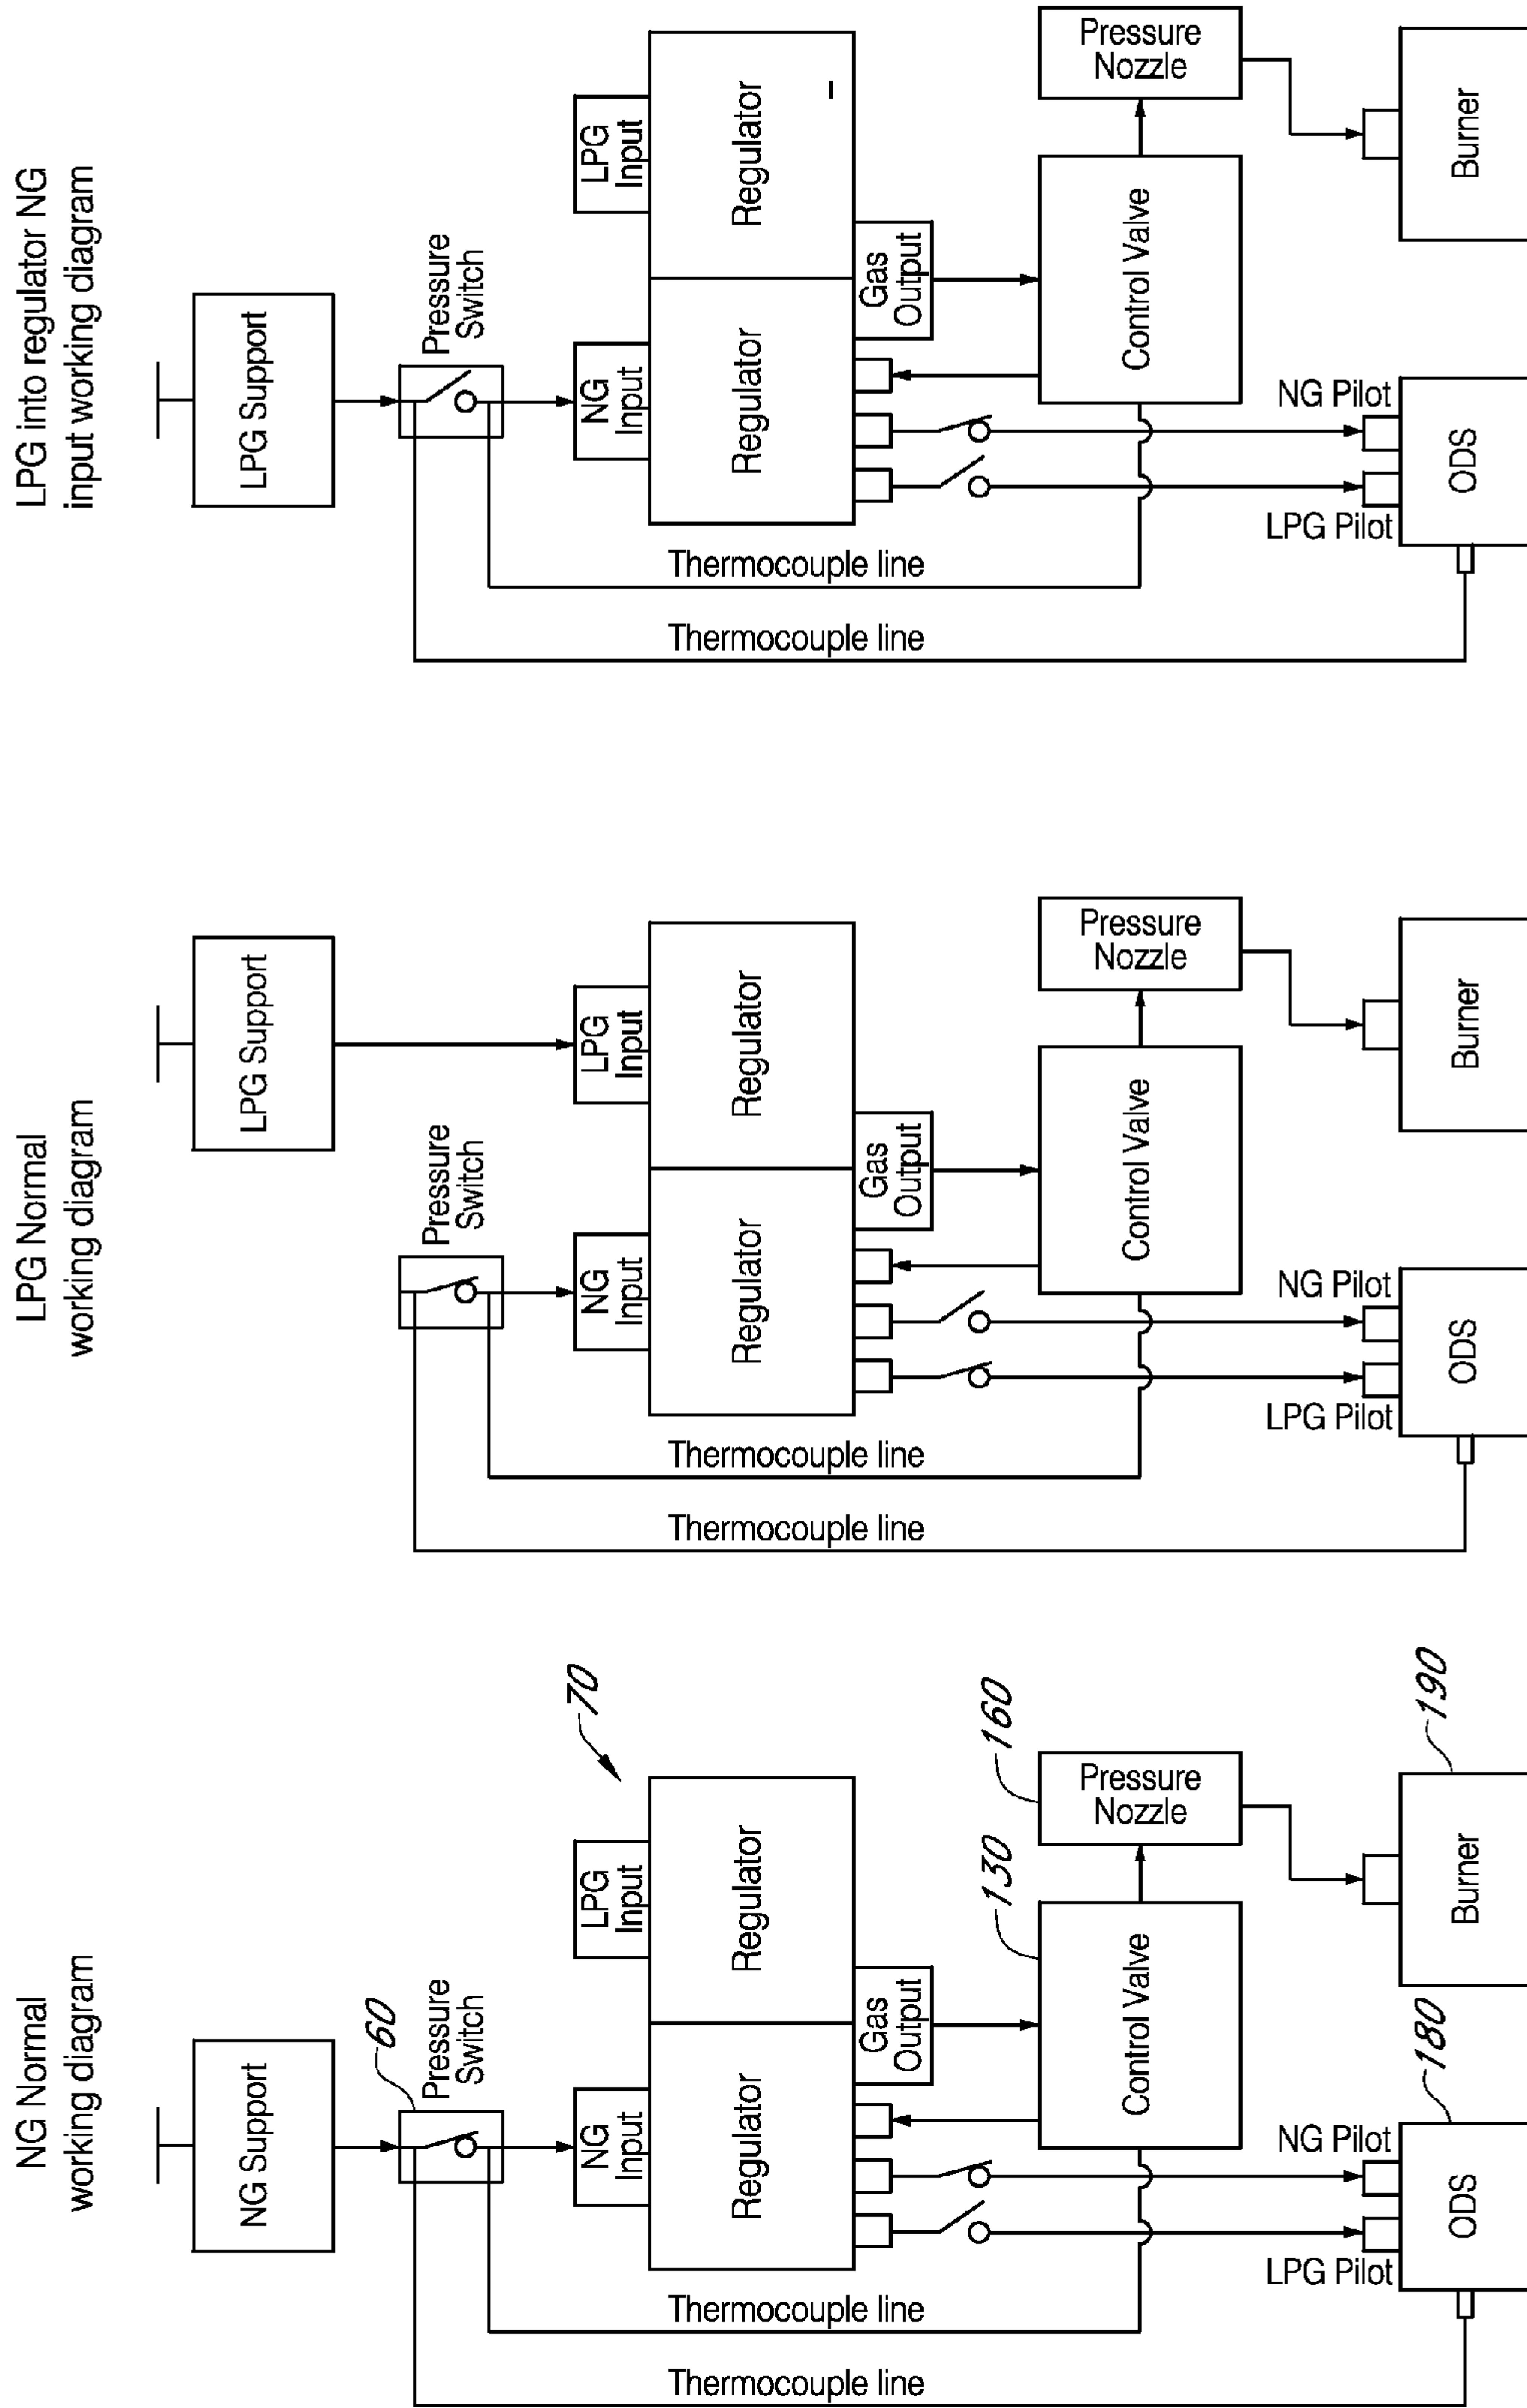 NG Normal
working diagram
NG Support
60
Pressure
Switch
NG
Input
LPG
Input
70
Regulator
Regulator
Gas
Output
Thermocouple line
Thermocouple line
Control Valve
130
Pressure
Nozzle
160
LPG Pilot
NG Pilot
ODS
180
Burner
190
LPG Normal
working diagram
LPG Support
Pressure
Switch
NG
Input
LPG
Input
Regulator
Regulator
Gas
Output
Thermocouple line
Thermocouple line
Control Valve
Pressure
Nozzle
LPG Pilot
NG Pilot
ODS
Burner
LPG into regulator NG
input working diagram
LPG Support
Pressure
Switch
NG
Input
LPG
Input
Regulator
Regulator
Gas
Output
Thermocouple line
Thermocouple line
Control Valve
Pressure
Nozzle
LPG Pilot
NG Pilot
ODS
Burner